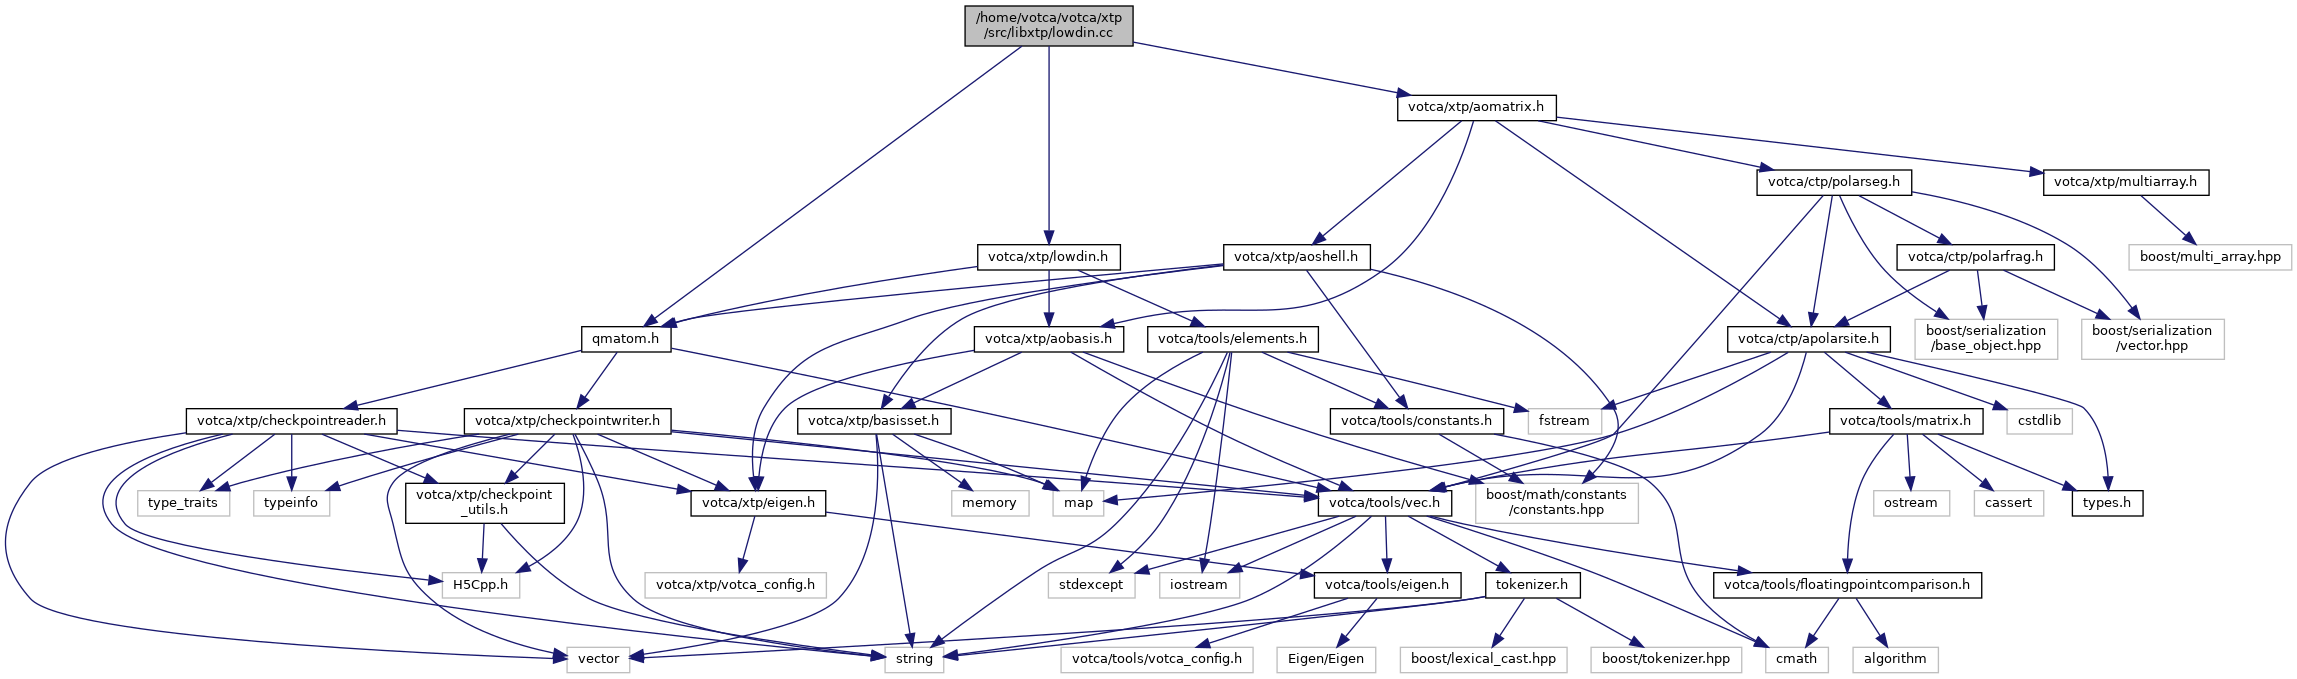 /home/votca/votca/xtp
/src/libxtp/lowdin.cc
votca/xtp/aomatrix.h
votca/ctp/polarseg.h
votca/xtp/multiarray.h
votca/xtp/lowdin.h
votca/xtp/aoshell.h
votca/ctp/polarfrag.h
boost/multi_array.hpp
qmatom.h
votca/xtp/aobasis.h
votca/tools/elements.h
votca/ctp/apolarsite.h
boost/serialization
/base_object.hpp
boost/serialization
/vector.hpp
votca/xtp/checkpointreader.h
votca/xtp/checkpointwriter.h
votca/xtp/basisset.h
votca/tools/constants.h
fstream
votca/tools/matrix.h
cstdlib
type_traits
typeinfo
votca/xtp/checkpoint
_utils.h
votca/xtp/eigen.h
memory
map
votca/tools/vec.h
boost/math/constants
/constants.hpp
ostream
cassert
types.h
H5Cpp.h
votca/xtp/votca_config.h
stdexcept
iostream
votca/tools/eigen.h
tokenizer.h
votca/tools/floatingpointcomparison.h
vector
string
votca/tools/votca_config.h
Eigen/Eigen
boost/lexical_cast.hpp
boost/tokenizer.hpp
cmath
algorithm